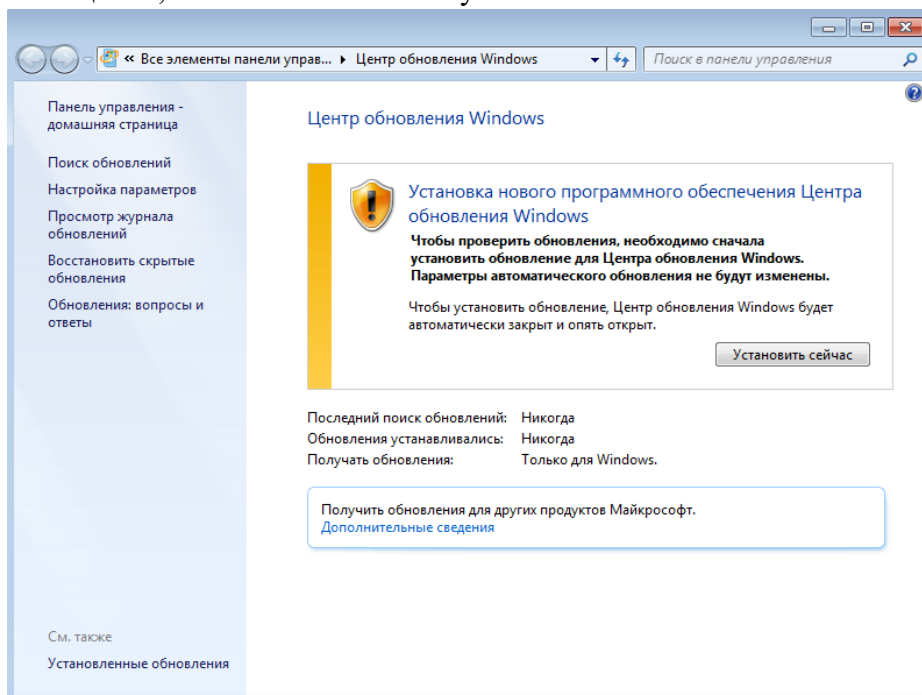 « Все элементы панели управ... Центр обновления Windows Поиск в панели управления
Панель управления -
домашняя страница
Поиск обновлений
Настройка параметров
Просмотр журнала
обновлений
Восстановить скрытые
обновления
Обновления: вопросы и
ответы
Центр обновления Windows
Установка нового программного обеспечения Центра
обновления Windows
Чтобы проверить обновления, необходимо сначала
установить обновление для Центра обновления Windows.
Параметры автоматического обновления не будут изменены.
Чтобы установить обновление, Центр обновления Windows будет
автоматически закрыт и опять открыт.
Установить сейчас
Последний поиск обновлений: Никогда
Обновления устанавливались: Никогда
Получать обновления: Только для Windows.
Получить обновления для других продуктов Майкрософт.
Дополнительные сведения
См. также
Установленные обновления